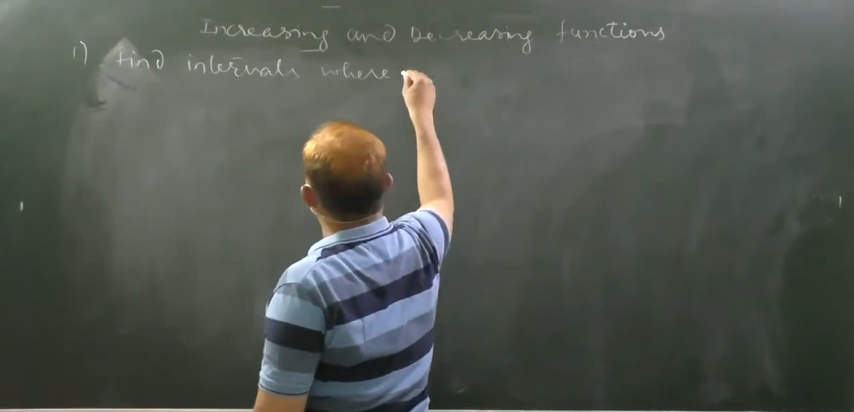 Increasing and Decreasing functions
1) Find intervals where